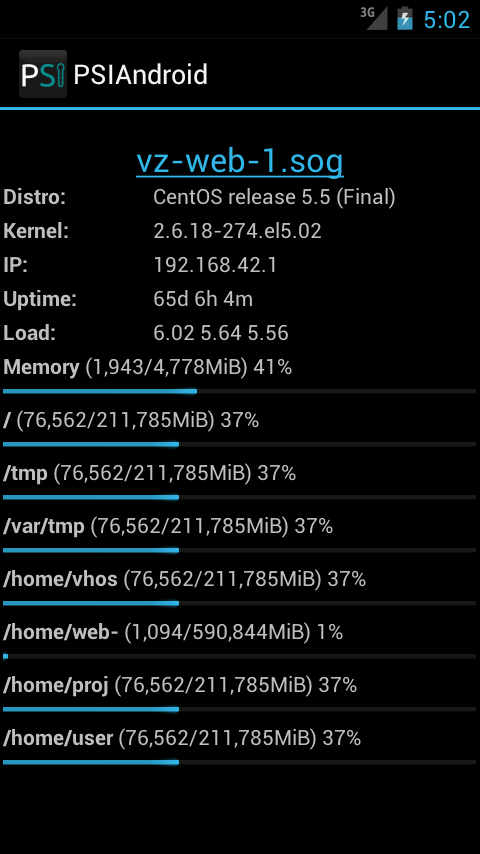 3G 5:02
PSI PSIAndroid
vz-web-1.sog
Distro: CentOS release 5.5 (Final)
Kernel: 2.6.18-274.el5.02
IP: 192.168.42.1
Uptime: 65d 6h 4m
Load: 6.02 5.64 5.56
Memory (1,943/4,778MiB) 41%
/ (76,562/211,785MiB) 37%
/tmp (76,562/211,785MiB) 37%
/var/tmp (76,562/211,785MiB) 37%
/home/vhos (76,562/211,785MiB) 37%
/home/web- (1,094/590,844MiB) 1%
/home/proj (76,562/211,785MiB) 37%
/home/user (76,562/211,785MiB) 37%